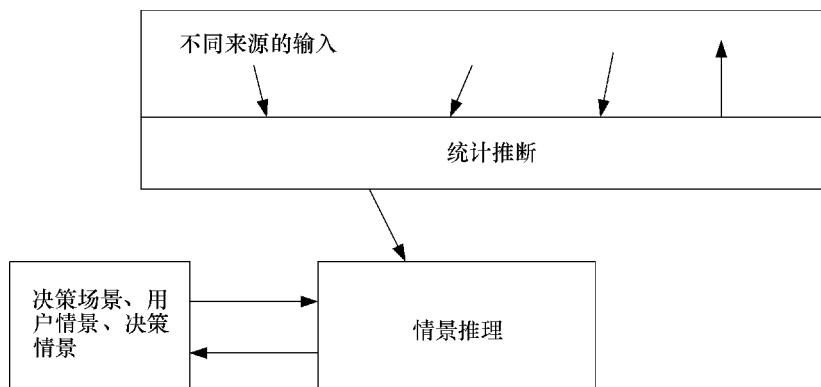 不同来源的输入
统计推断
决策场景、用
户情景、决策
情景
情景推理